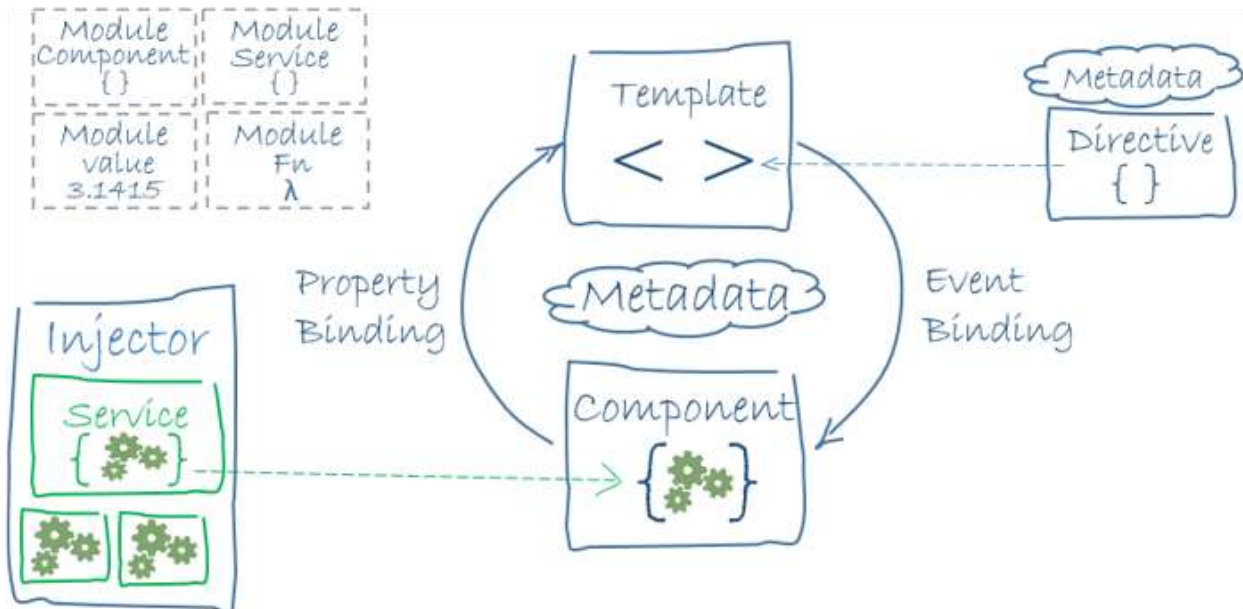 Module
Component
{ }
Module
Service
{ }
Module
value
3.1415
Module
Fn
λ
Template
< >
Metadata
Directive
{ }
Property
Binding
Metadata
Event
Binding
Injector
Service
{ }
Component
{ }